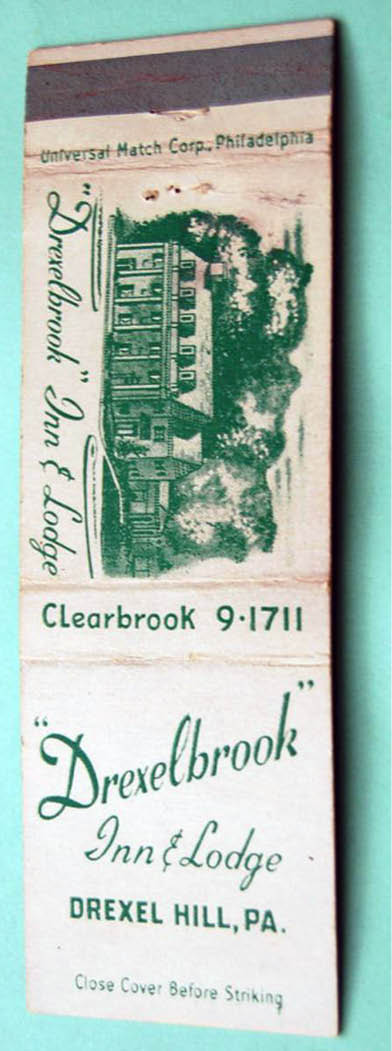 Universal Match Corp., Philadelphia
"Drexelbrook" Inn & Lodge
Clearbrook 9-1711
"Drexelbrook"
Inn & Lodge
DREXEL HILL, PA.
Close Cover Before Striking